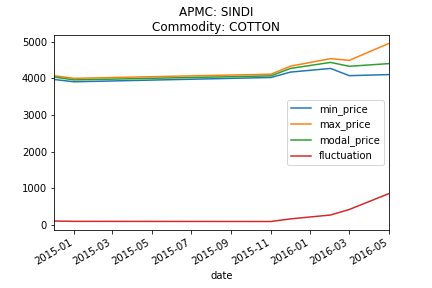 APMC: SINDI
Commodity: COTTON
5000
4000
3000
2000
1000
0
min_price
max_price
modal_price
fluctuation
2015-01
2015-03
2015-05
2015-07
2015-09
2015-11
2016-01
2016-03
2016-05
date